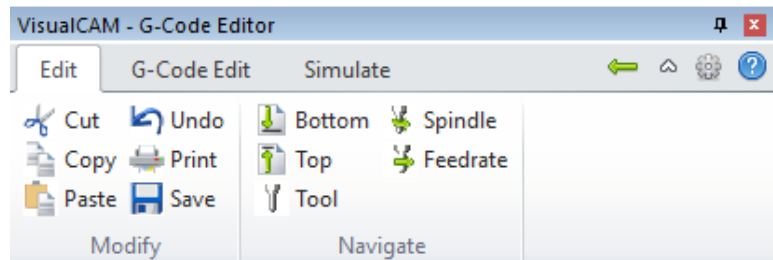 VisualCAM - G-Code Editor
Edit G-Code Edit Simulate
Cut Undo Bottom Spindle
Copy Print Top Feedrate
Paste Save Tool
Modify Navigate